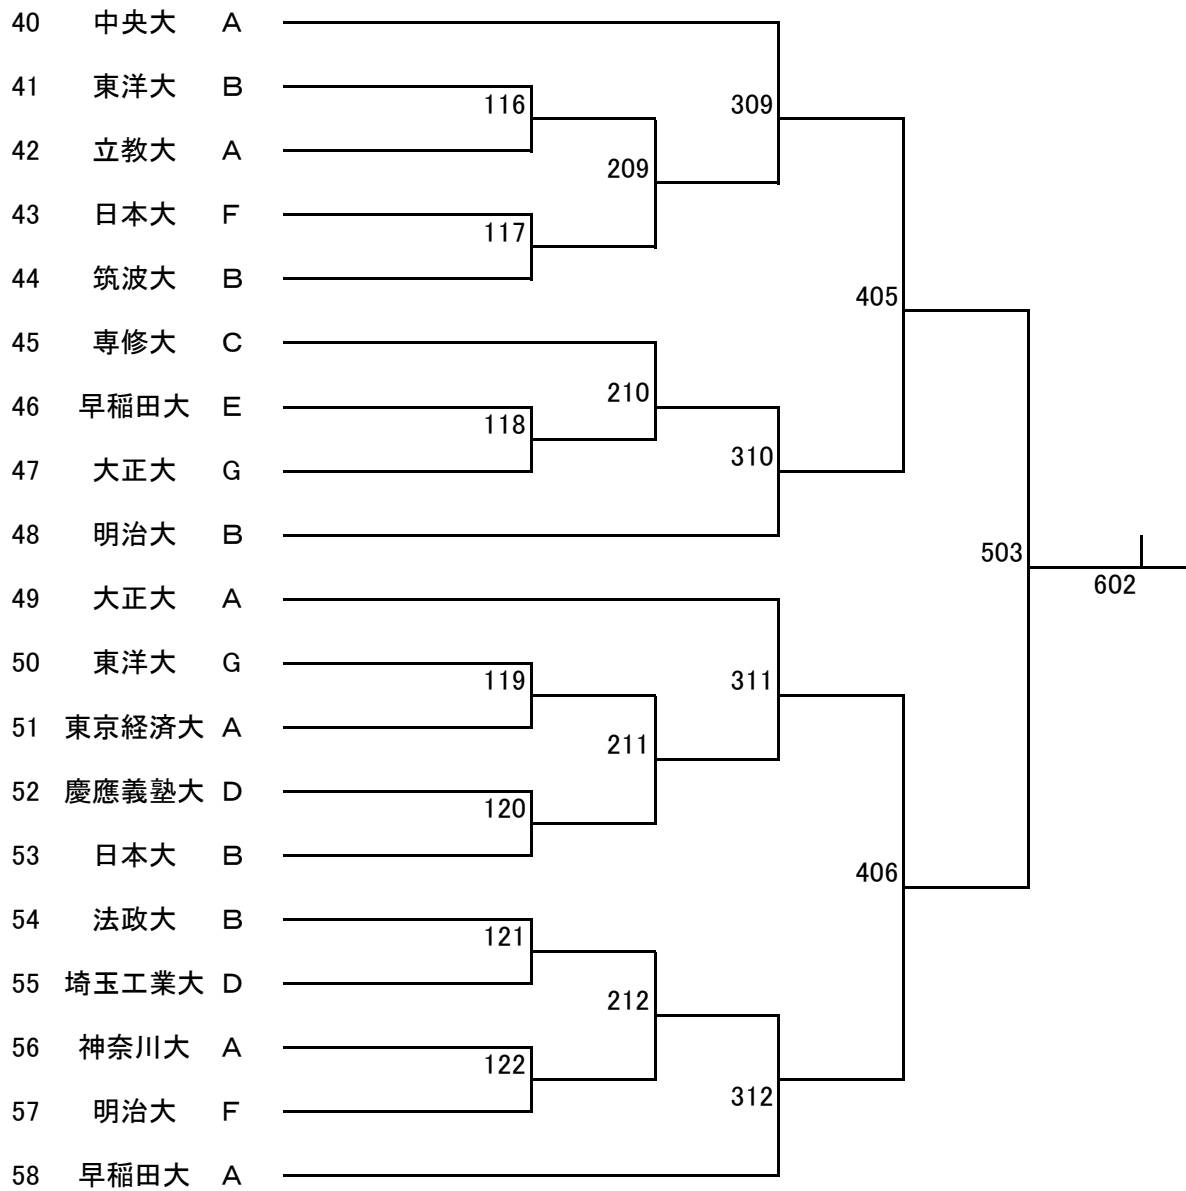 40 中央大 A
41 東洋大 B
116 309
42 立教大 A
209
43 日本大 F
117
44 筑波大 B
405
45 専修大 C
210
46 早稲田大 E
118
310
47 大正大 G
48 明治大 B
503
602
49 大正大 A
50 東洋大 G
119 311
51 東京経済大 A
211
52 慶應義塾大 D
120
53 日本大 B
406
54 法政大 B
121
55 埼玉工業大 D
212
56 神奈川大 A
122
312
57 明治大 F
58 早稲田大 A